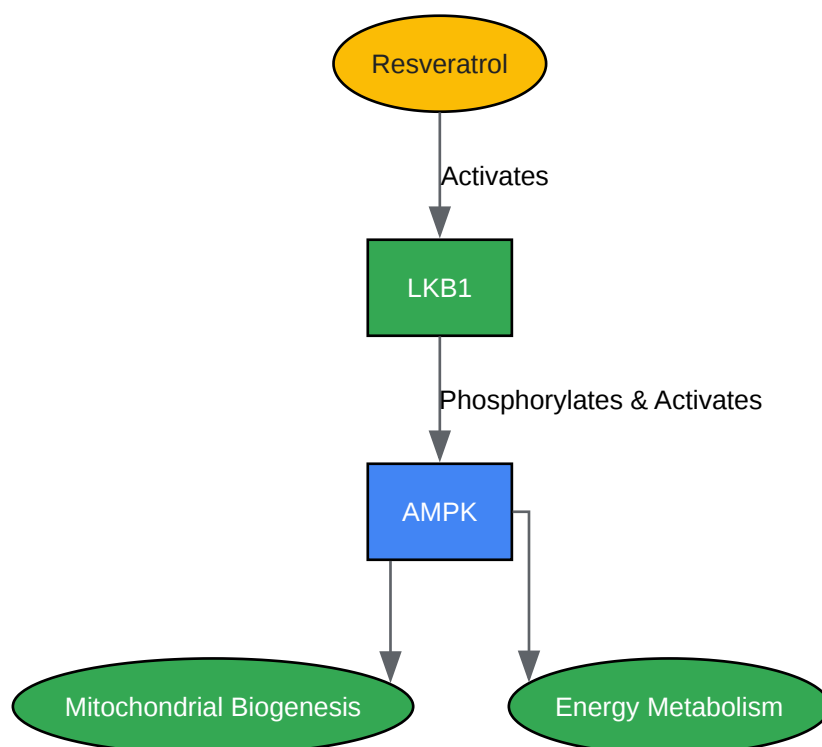 Resveratrol
Activates
LKB1
Phosphorylates & Activates
AMPK
Mitochondrial Biogenesis
Energy Metabolism